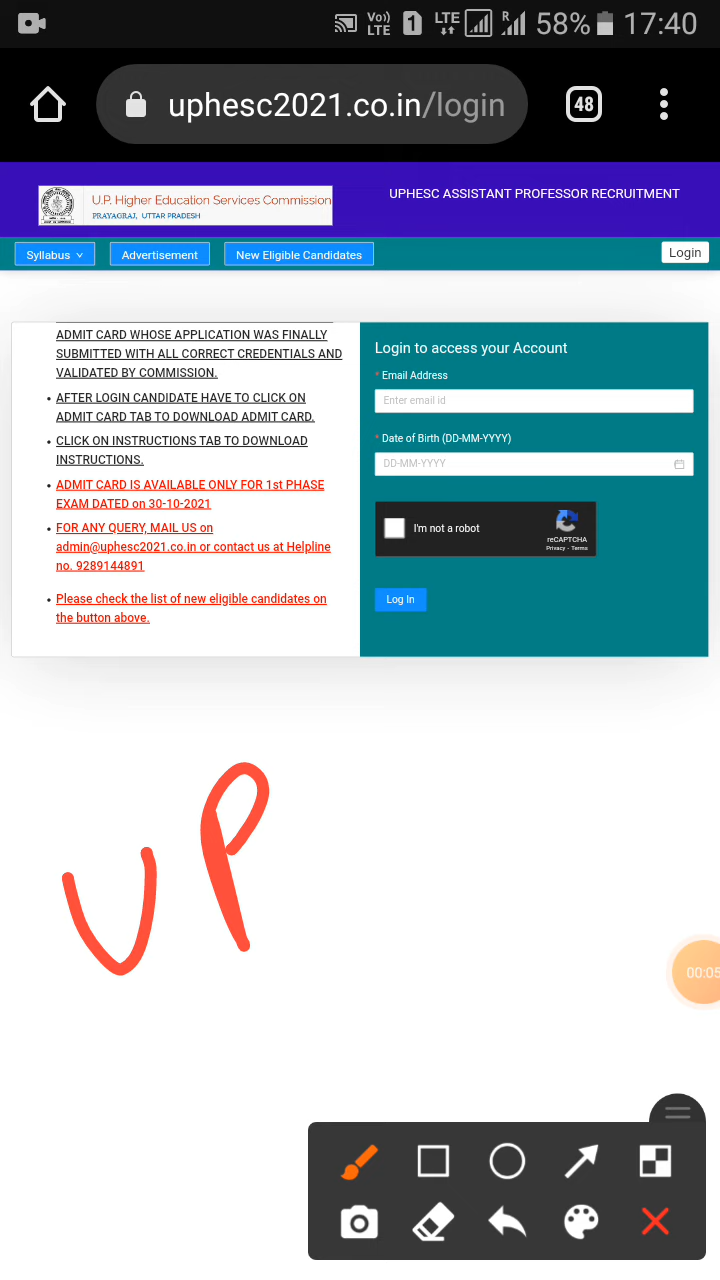 Vo)) LTE 1 LTE R 58% 17:40
uphesc2021.co.in/login 48
U.P. Higher Education Services Commission
PRAYAGRAJ, UTTAR PRADESH
UPHESC ASSISTANT PROFESSOR RECRUITMENT
Syllabus Advertisement New Eligible Candidates Login
ADMIT CARD WHOSE APPLICATION WAS FINALLY
SUBMITTED WITH ALL CORRECT CREDENTIALS AND
VALIDATED BY COMMISSION.
• AFTER LOGIN CANDIDATE HAVE TO CLICK ON
ADMIT CARD TAB TO DOWNLOAD ADMIT CARD.
• CLICK ON INSTRUCTIONS TAB TO DOWNLOAD
INSTRUCTIONS.
• ADMIT CARD IS AVAILABLE ONLY FOR 1st PHASE
EXAM DATED on 30-10-2021
• FOR ANY QUERY, MAIL US on
admin@uphesc2021.co.in or contact us at Helpline
no. 9289144891
• Please check the list of new eligible candidates on
the button above.
Login to access your Account
* Email Address
Enter email id
* Date of Birth (DD-MM-YYYY)
DD-MM-YYYY
I'm not a robot
reCAPTCHA
Privacy - Terms
Log In
UP
00:05